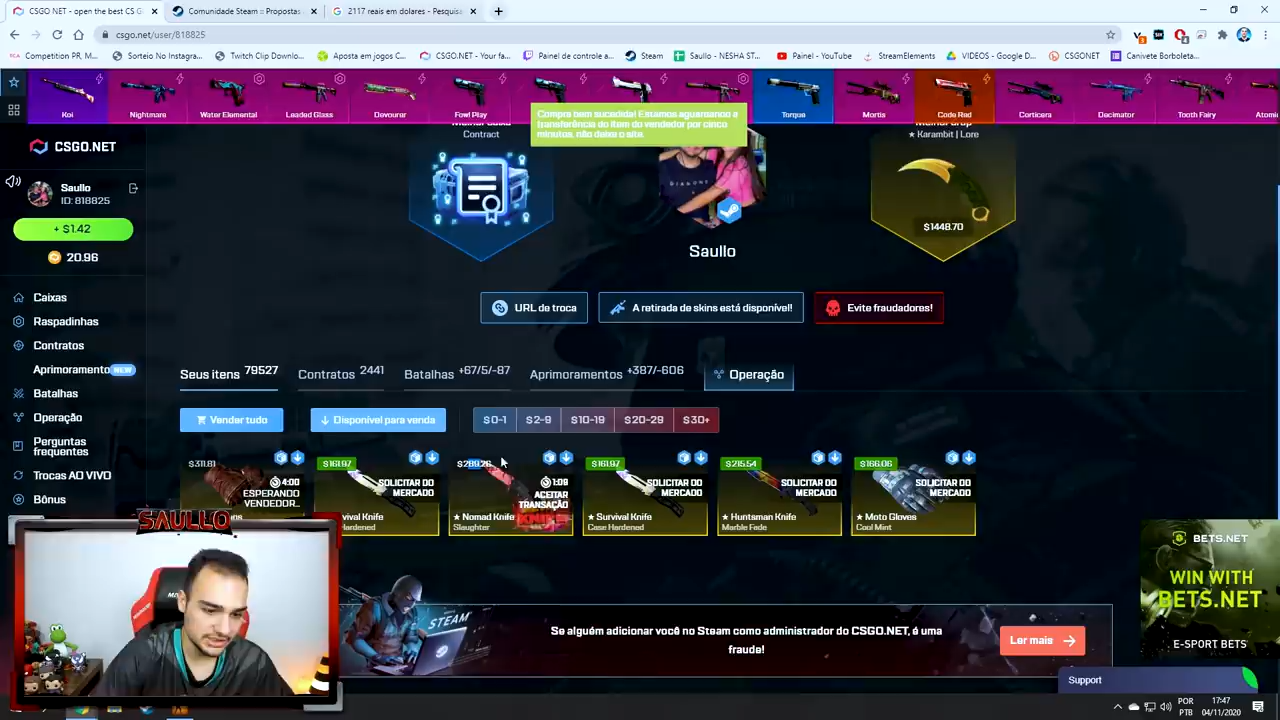 CSGO NET - open the best CS G
Comunidade Steam :: Propostas
2117 reais em dolares - Pesquisa
csgo.net/user/818825
Competition PR, M...
Sorteio No Instagra...
Twitch Clip Downlo...
Aposta em jogos C...
CSGO.NET - Your fa...
Painel de controle a...
Steam
Saullo - NESHA ST...
Painel - YouTube
StreamElements
VIDEOS - Google D...
CSGONET
Canivete Borboleta...
Koi
Nightmare
Water Elemental
Leaded Glass
Devourar
Fowl Play
Torque
Mortis
Code Red
Corticera
Decimator
Tooth Fairy
Atomi
Compra bem sucedida! Estamos aguardando a
transferência do item do vendedor por cinco
minutos, não deixe o site.
Contract
★ Karambit | Lore
CSGO.NET
Saullo
ID: 818825
+ $1.42
20.96
$1448.70
Saullo
Caixas
Raspadinhas
Contratos
Aprimoramento NEW
Batalhas
Operação
Perguntas
frequentes
Trocas AO VIVO
Bônus
URL de troca
A retirada de skins está disponível!
Evite fraudadores!
Seus itens 79527
Contratos 2441
Batalhas +67/5/-87
Aprimoramentos +387/-606
Operação
Vender tudo
Disponível para venda
$0-1
$2-9
$10-19
$20-29
$30+
$311.81
4:00
ESPERANDO
VENDEDOR...
$161.97
SOLICITAR DO
MERCADO
vival Knife
Hardened
1:08
ACEITAR
TRANSAÇÃO
★ Nomad Knife
Slaughter
$161.97
SOLICITAR DO
MERCADO
★ Survival Knife
Case Hardened
$215.54
SOLICITAR DO
MERCADO
★ Huntsman Knife
Marble Fade
$166.06
SOLICITAR DO
MERCADO
★ Moto Gloves
Cool Mint
SAULLO
STEAM
Se alguém adicionar você no Steam como administrador do CSGO.NET, é uma
fraude!
Ler mais
BETS.NET
WIN WITH
BETS.NET
E-SPORT BETS
Support
POR
PTB
17:47
04/11/2020